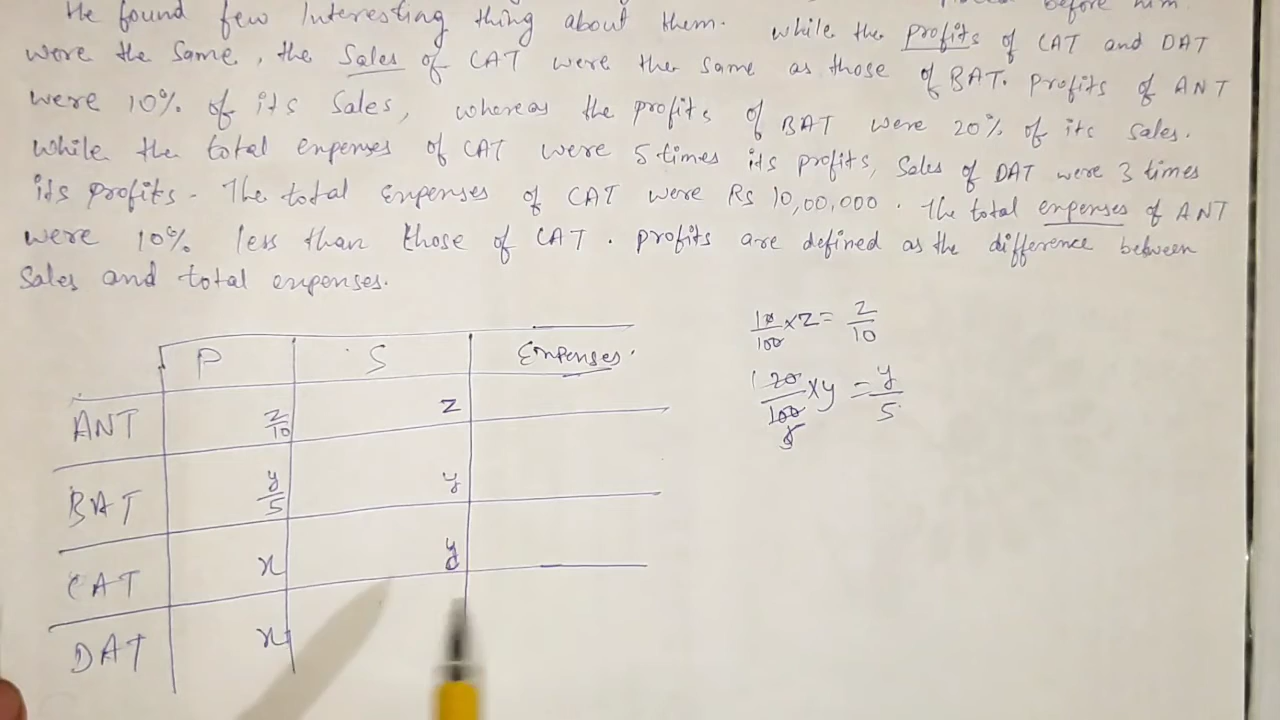 He found few Interesting thing about them. while the profits of CAT and DAT before him
were the same, the Sales of CAT were the same as those of BAT. Profits of ANT
were 10% of its Sales, whereas the profits of BAT were 20% of its sales.
while the total expenses of CAT were 5 times its profits, Sales of DAT were 3 times
its profits - The total Expenses of CAT were Rs 10,00,000. The total expenses of ANT
were 10% less than those of CAT. profits are defined as the difference between
Sales and total expenses.
10/100 x z = z/10
20/100 x y = y/5
P S Expenses
ANT z/10 z
BAT y/5 y
CAT x y
DAT x